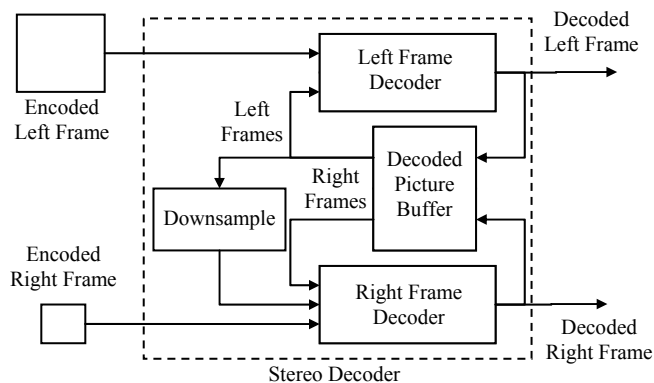 Decoded
Left Frame
Left Frame
Decoder
Encoded
Left Frame
Left
Frames
Decoded
Picture
Buffer
Right
Frames
Downsample
Encoded
Right Frame
Right Frame
Decoder
Decoded
Right Frame
Stereo Decoder